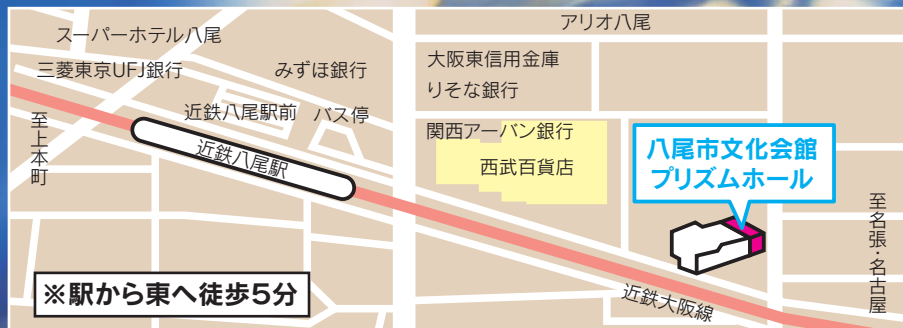 アリオ八尾
スーパーホテル八尾
三菱東京UFJ銀行
みずほ銀行
大阪東信用金庫
りそな銀行
近鉄八尾駅前
バス停
関西アーバン銀行
西武百貨店
至上本町
近鉄八尾駅
八尾市文化会館
プリズムホール
至名張・名古屋
※駅から東へ徒歩5分
近鉄大阪線